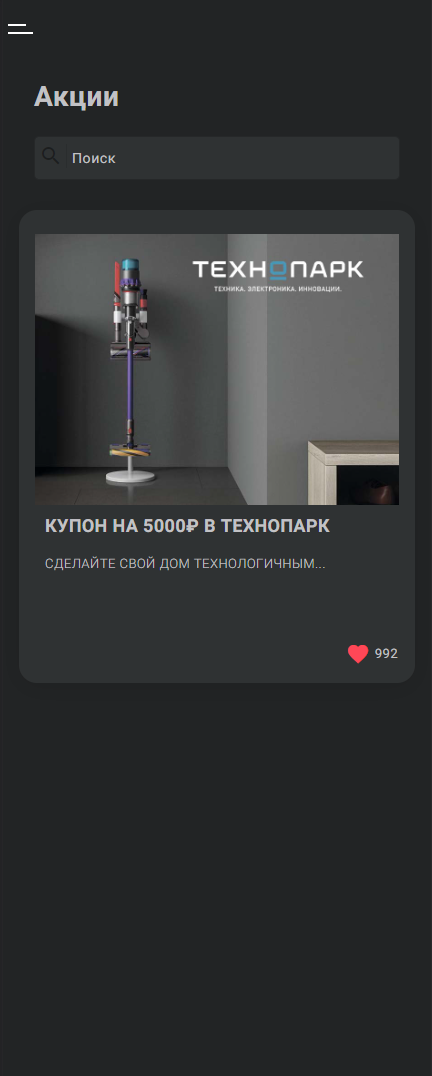 Акции
Поиск
ТЕХНОПАРК
ТЕХНИКА. ЭЛЕКТРОНИКА. ИННОВАЦИИ.
КУПОН НА 5000₽ В ТЕХНОПАРК
СДЕЛАЙТЕ СВОЙ ДОМ ТЕХНОЛОГИЧНЫМ...
992